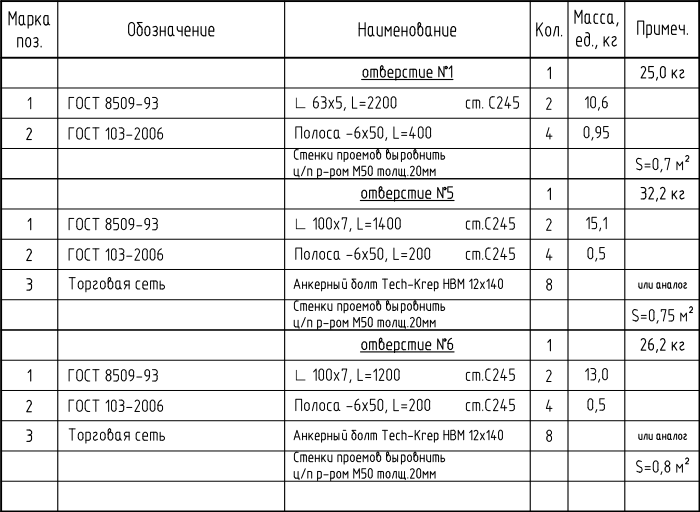 Марка поз. Обозначение Наименование Кол. Масса, ед., кг Примеч.
отверстие №1 1 25,0 кг
1 ГОСТ 8509-93 ∟ 63х5, L=2200 ст. С245 2 10,6
2 ГОСТ 103-2006 Полоса -6х50, L=400 4 0,95
Стенки проемов выровнить
ц/п р-ром М50 толщ.20мм S=0,7 м²
отверстие №5 1 32,2 кг
1 ГОСТ 8509-93 ∟ 100х7, L=1400 ст.С245 2 15,1
2 ГОСТ 103-2006 Полоса -6х50, L=200 ст.С245 4 0,5
3 Торговая сеть Анкерный болт Tech-Krep HBM 12х140 8 или аналог
Стенки проемов выровнить
ц/п р-ром М50 толщ.20мм S=0,75 м²
отверстие №6 1 26,2 кг
1 ГОСТ 8509-93 ∟ 100х7, L=1200 ст.С245 2 13,0
2 ГОСТ 103-2006 Полоса -6х50, L=200 ст.С245 4 0,5
3 Торговая сеть Анкерный болт Tech-Krep HBM 12х140 8 или аналог
Стенки проемов выровнить
ц/п р-ром М50 толщ.20мм S=0,8 м²